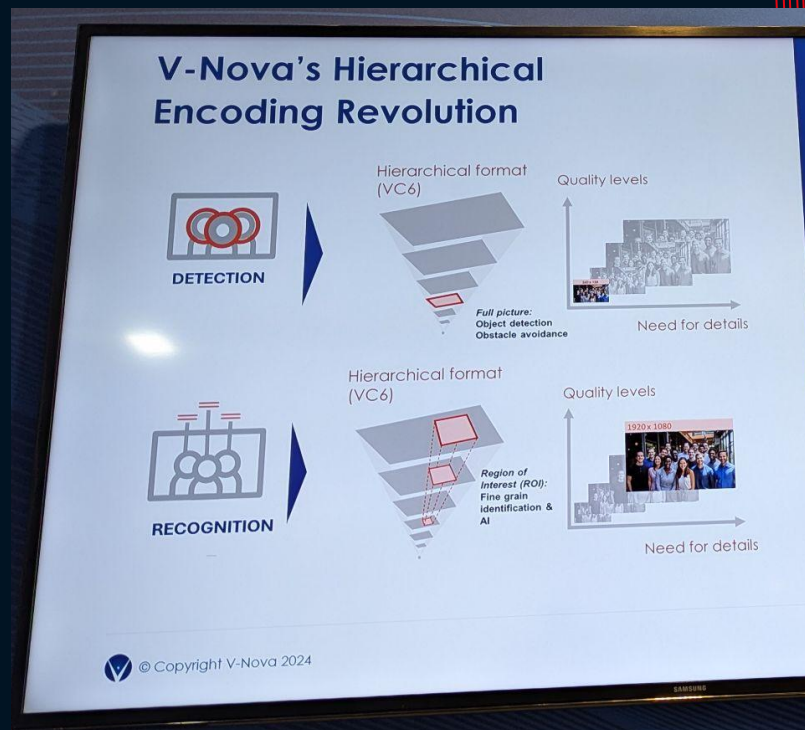 V-Nova's Hierarchical
Encoding Revolution
DETECTION
Hierarchical format
(VC6)
Full picture:
Object detection
Obstacle avoidance
Quality levels
Need for details
RECOGNITION
Hierarchical format
(VC6)
Region of
Interest (ROI):
Fine grain
identification &
AI
Quality levels
1920 x 1080
Need for details
© Copyright V-Nova 2024
SAMSUNG